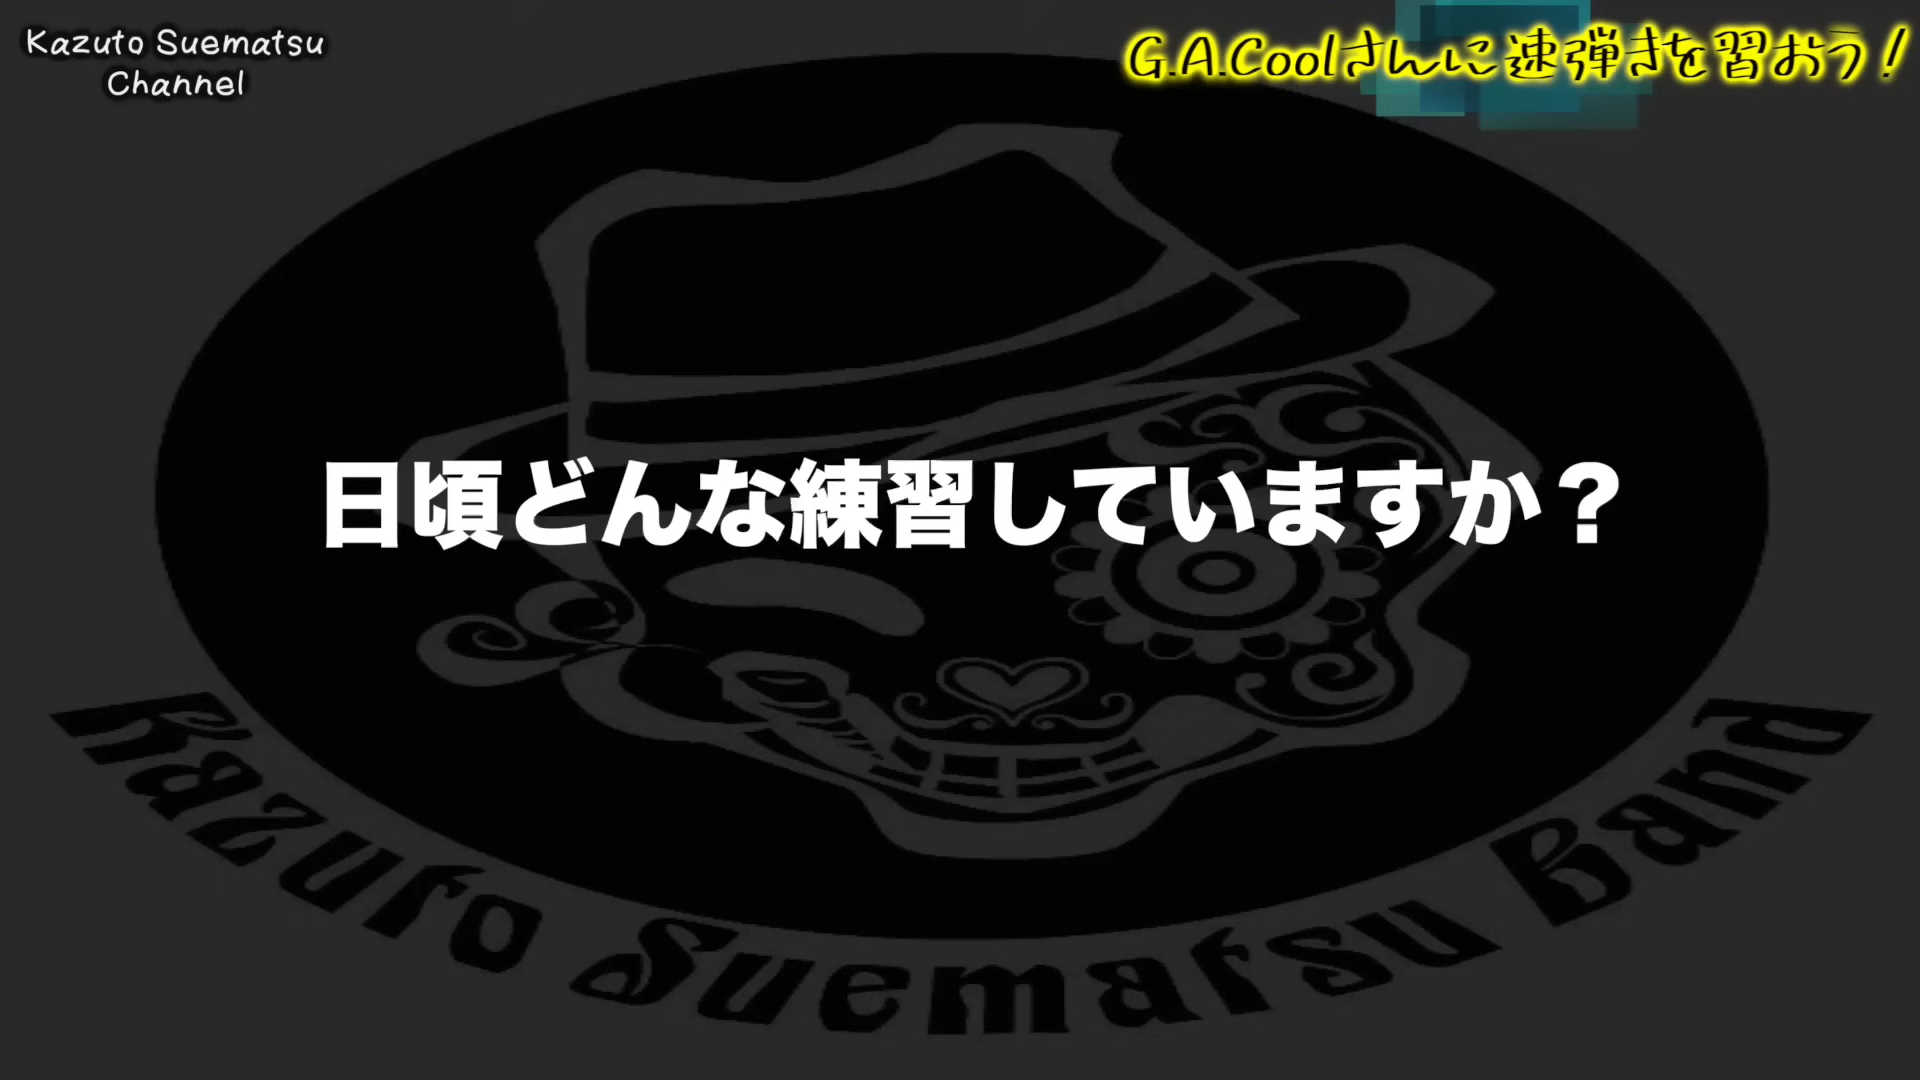 Kazuto Suematsu
Channel
G.A.Coolさんに速弾きを習おう!
日頃どんな練習していますか？
Kazuto Suematsu Band